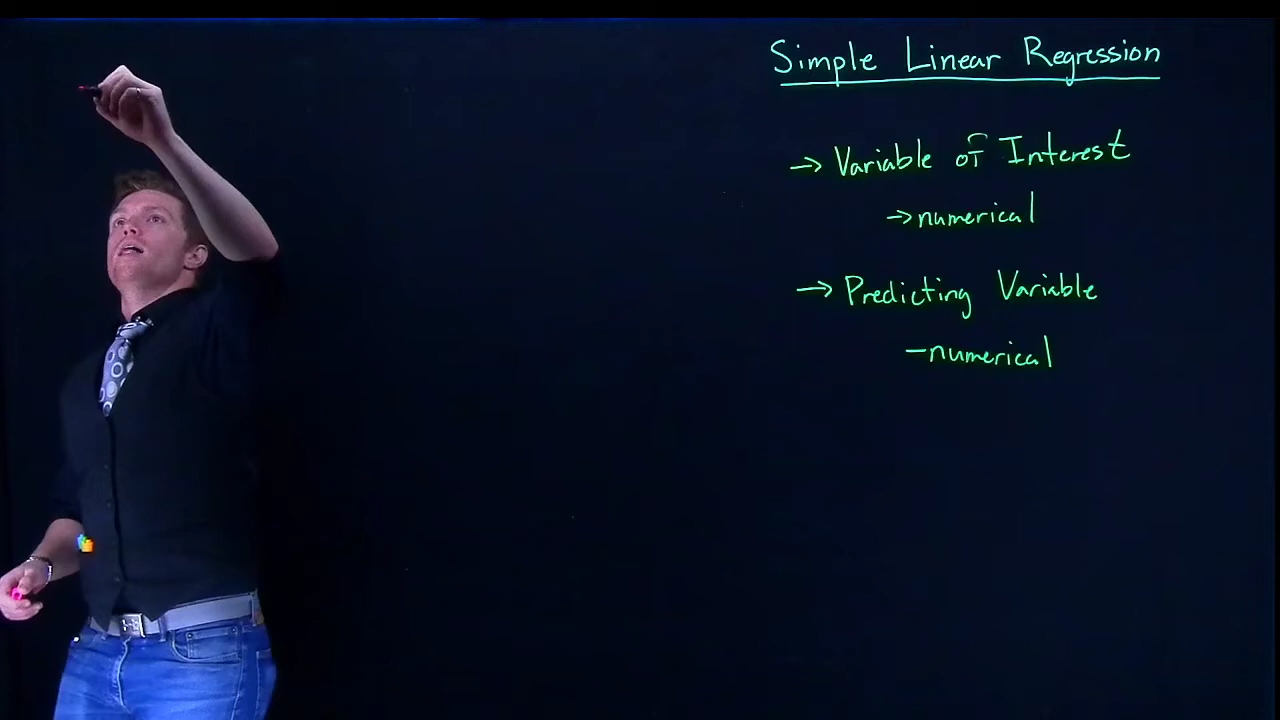 Simple Linear Regression
→ Variable of Interest
→ numerical
→ Predicting Variable
– numerical